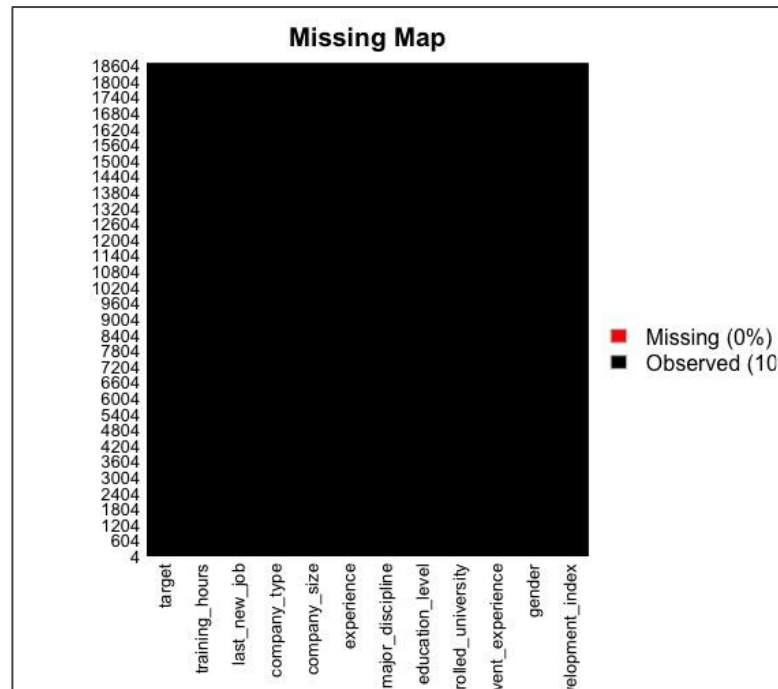 Missing Map
18604
18004
17404
16804
16204
15604
15004
14404
13804
13204
12604
12004
11404
10804
10204
9604
9004
8404
7804
7204
6604
6004
5404
4804
4204
3604
3004
2404
1804
1204
604
4
Missing (0%)
Observed (10
target
training_hours
last_new_job
company_type
company_size
experience
major_discipline
education_level
rolled_university
vent_experience
gender
velopment_index